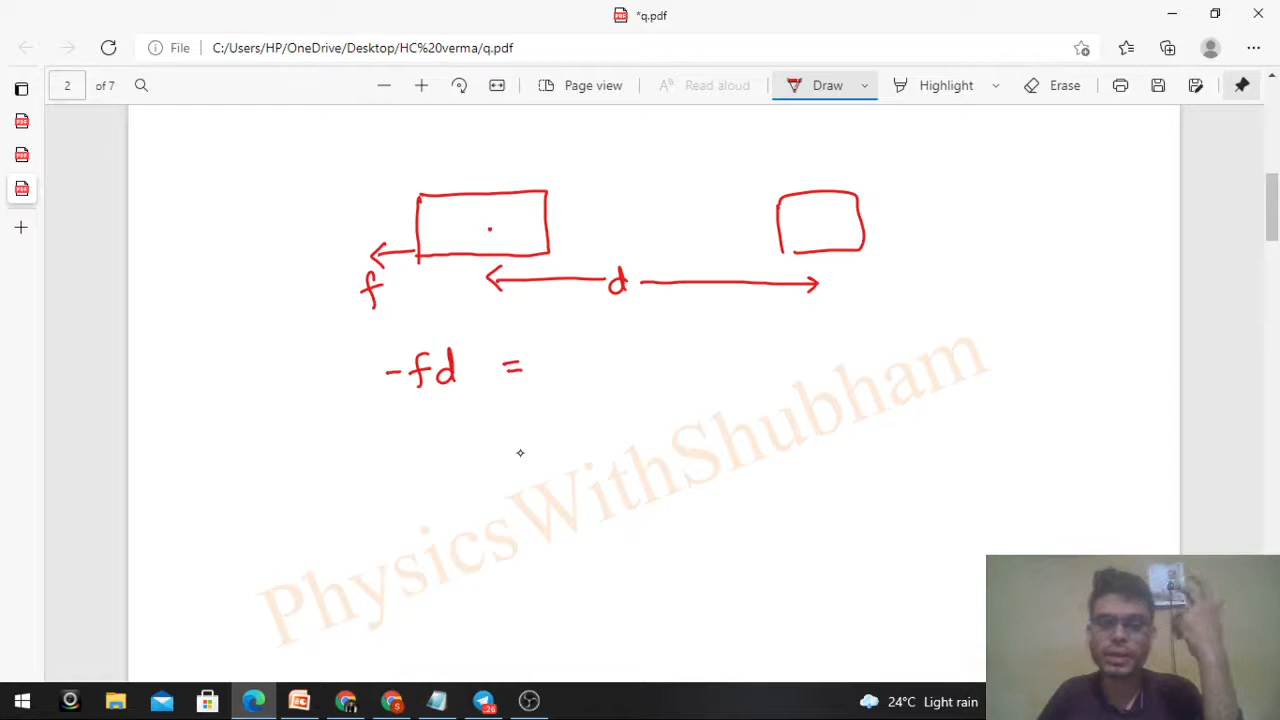 *q.pdf
File C:/Users/HP/OneDrive/Desktop/HC%20verma/q.pdf
2 of 7 Page view Read aloud Draw Highlight Erase
f
d
-fd =
PhysicsWithShubham
26
24°C Light rain